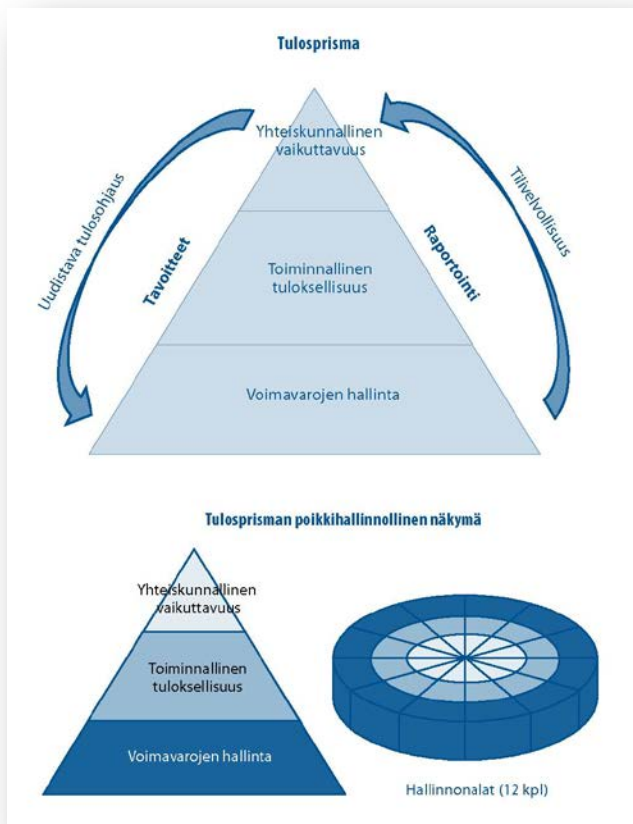 Tulosprisma
Yhteiskunnallinen
vaikuttavuus
Uudistava tulosohjaus
Tavoitteet
Raportointi
Tilivelvollisuus
Toiminnallinen
tuloksellisuus
Voimavarojen hallinta
Tulosprisman poikkihallinnollinen näkymä
Yhteiskunnallinen
vaikuttavuus
Toiminnallinen
tuloksellisuus
Voimavarojen hallinta
Hallinnonalat (12 kpl)